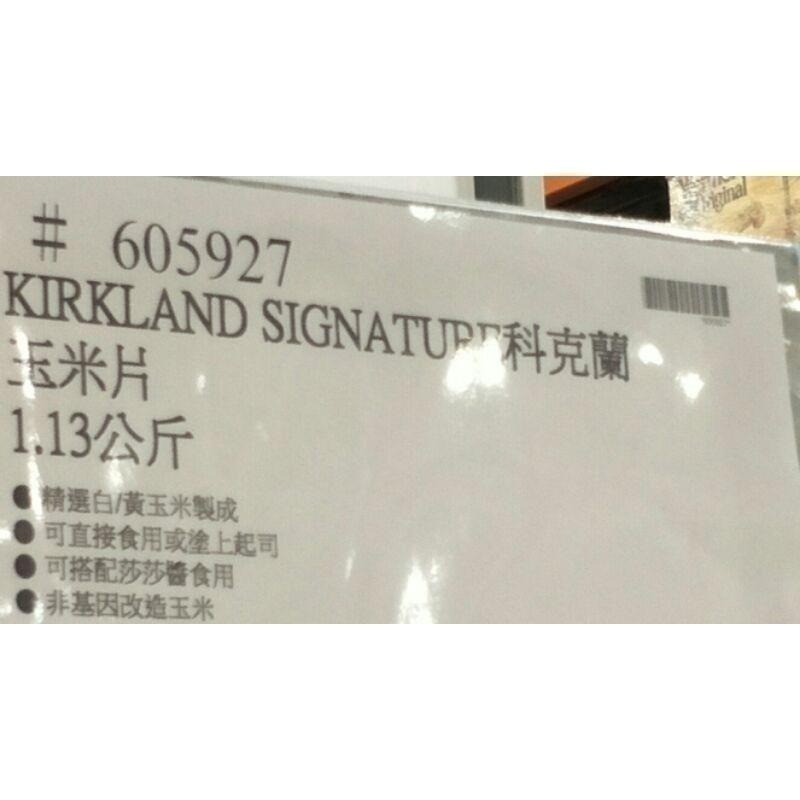 # 605927
KIRKLAND SIGNATURE科克蘭
玉米片
1.13公斤
●精選白/黃玉米製成
●可直接食用或塗上起司
●可搭配莎莎醬食用
●非基因改造玉米
Original